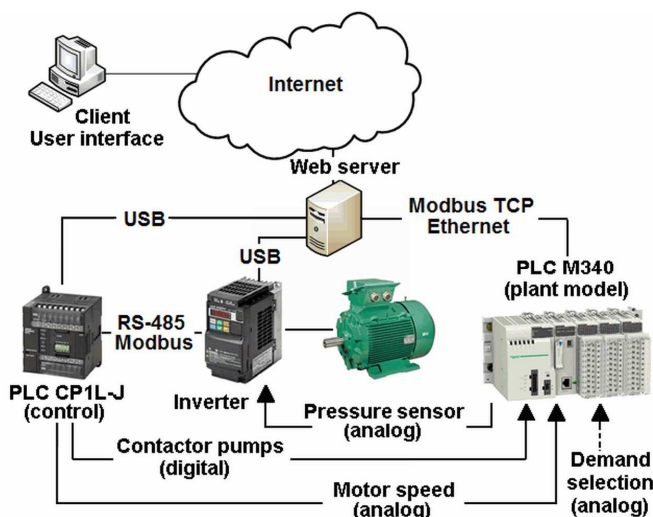 Internet
Client
User interface
Web server
USB
Modbus TCP
Ethernet
USB
PLC M340
(plant model)
RS-485
Modbus
PLC CP1L-J
(control)
Inverter
Pressure sensor
(analog)
Contactor pumps
(digital)
Demand
selection
(analog)
Motor speed
(analog)